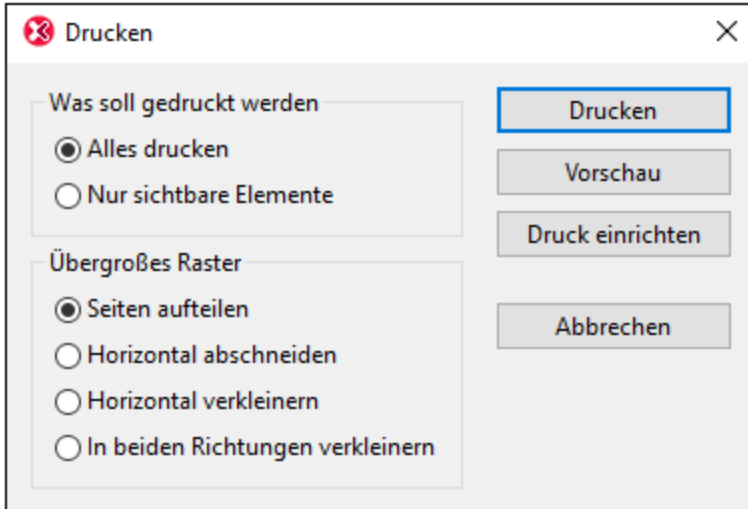 Drucken
Was soll gedruckt werden
Alles drucken
Nur sichtbare Elemente
Übergroßes Raster
Seiten aufteilen
Horizontal abschneiden
Horizontal verkleinern
In beiden Richtungen verkleinern
Drucken
Vorschau
Druck einrichten
Abbrechen